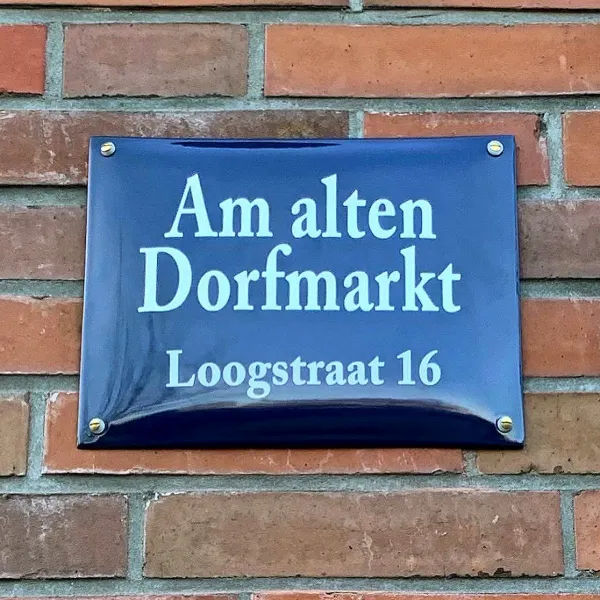 Am alten
Dorfmarkt
Loogstraat 16